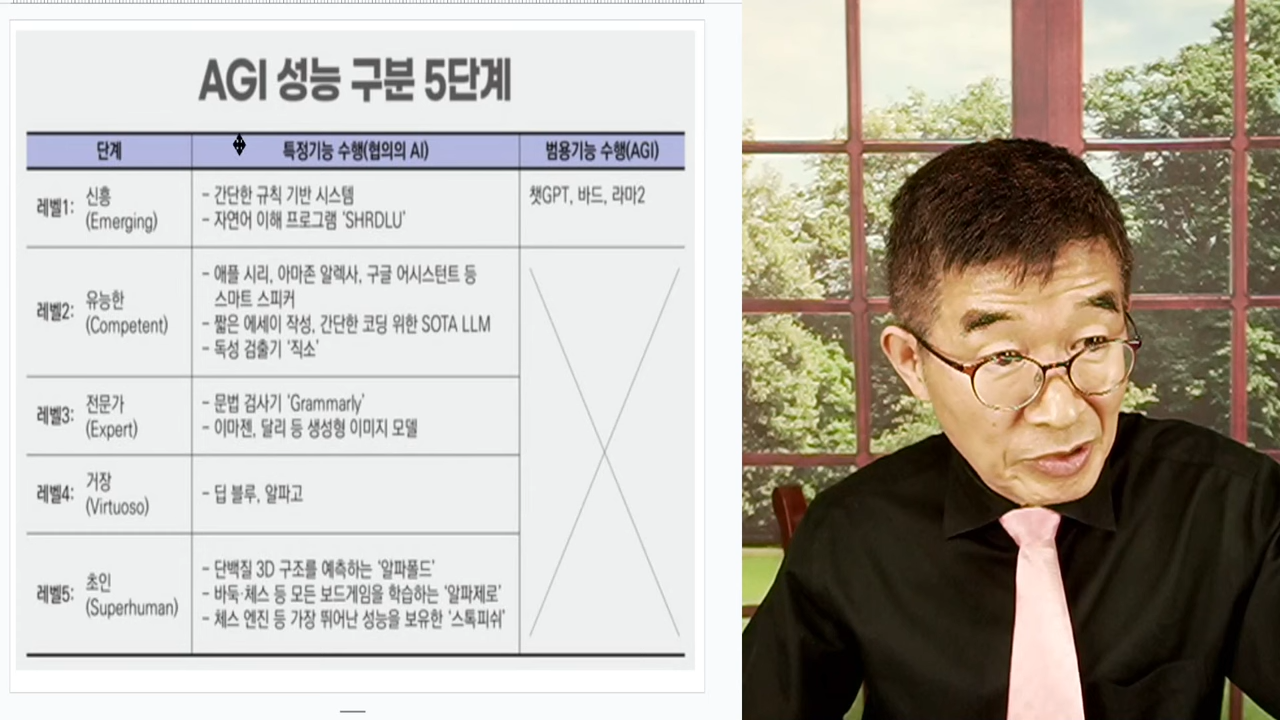 AGI 성능 구분 5단계
단계
특정기능 수행(협의의 AI)
범용기능 수행(AGI)
레벨1: 신흥 (Emerging)
- 간단한 규칙 기반 시스템
- 자연어 이해 프로그램 'SHRDLU'
챗GPT, 바드, 라마2
레벨2: 유능한 (Competent)
- 애플 시리, 아마존 알렉사, 구글 어시스턴트 등
스마트 스피커
- 짧은 에세이 작성, 간단한 코딩 위한 SOTA LLM
- 독성 검출기 '직소'
레벨3: 전문가 (Expert)
- 문법 검사기 'Grammarly'
- 이마젠, 달리 등 생성형 이미지 모델
레벨4: 거장 (Virtuoso)
- 딥 블루, 알파고
레벨5: 초인 (Superhuman)
- 단백질 3D 구조를 예측하는 '알파폴드'
- 바둑·체스 등 모든 보드게임을 학습하는 '알파제로'
- 체스 엔진 등 가장 뛰어난 성능을 보유한 '스톡피쉬'